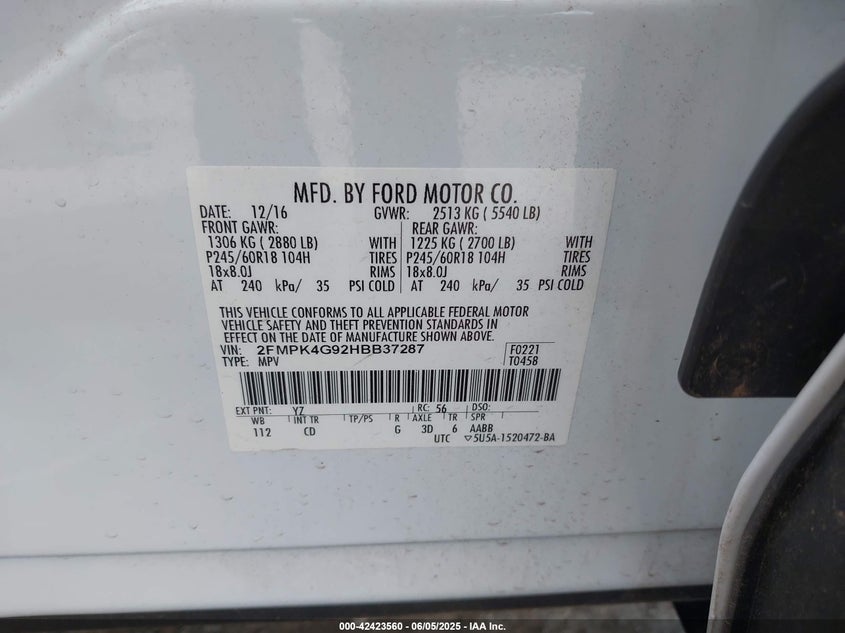 MFD. BY FORD MOTOR CO.
DATE: 12/16 GVWR: 2513 KG ( 5540 LB)
FRONT GAWR: REAR GAWR:
1306 KG ( 2880 LB) WITH 1225 KG ( 2700 LB) WITH
P245/60R18 104H TIRES P245/60R18 104H TIRES
18x8.0J RIMS 18x8.0J RIMS
AT 240 kPa/ 35 PSI COLD AT 240 kPa/ 35 PSI COLD
THIS VEHICLE CONFORMS TO ALL APPLICABLE FEDERAL MOTOR
VEHICLE SAFETY AND THEFT PREVENTION STANDARDS IN
EFFECT ON THE DATE OF MANUFACTURE SHOWN ABOVE.
VIN: 2FMPK4G92HBB37287 F0221
TYPE: MPV T0458
EXT PNT: YZ RC: 56 DSO:
WB INT TR TP/PS R AXLE TR SPR
112 CD G 3D 6 AABB
UTC ▽5U5A-1520472-BA
000-42423560 - 06/05/2025 - IAA Inc.